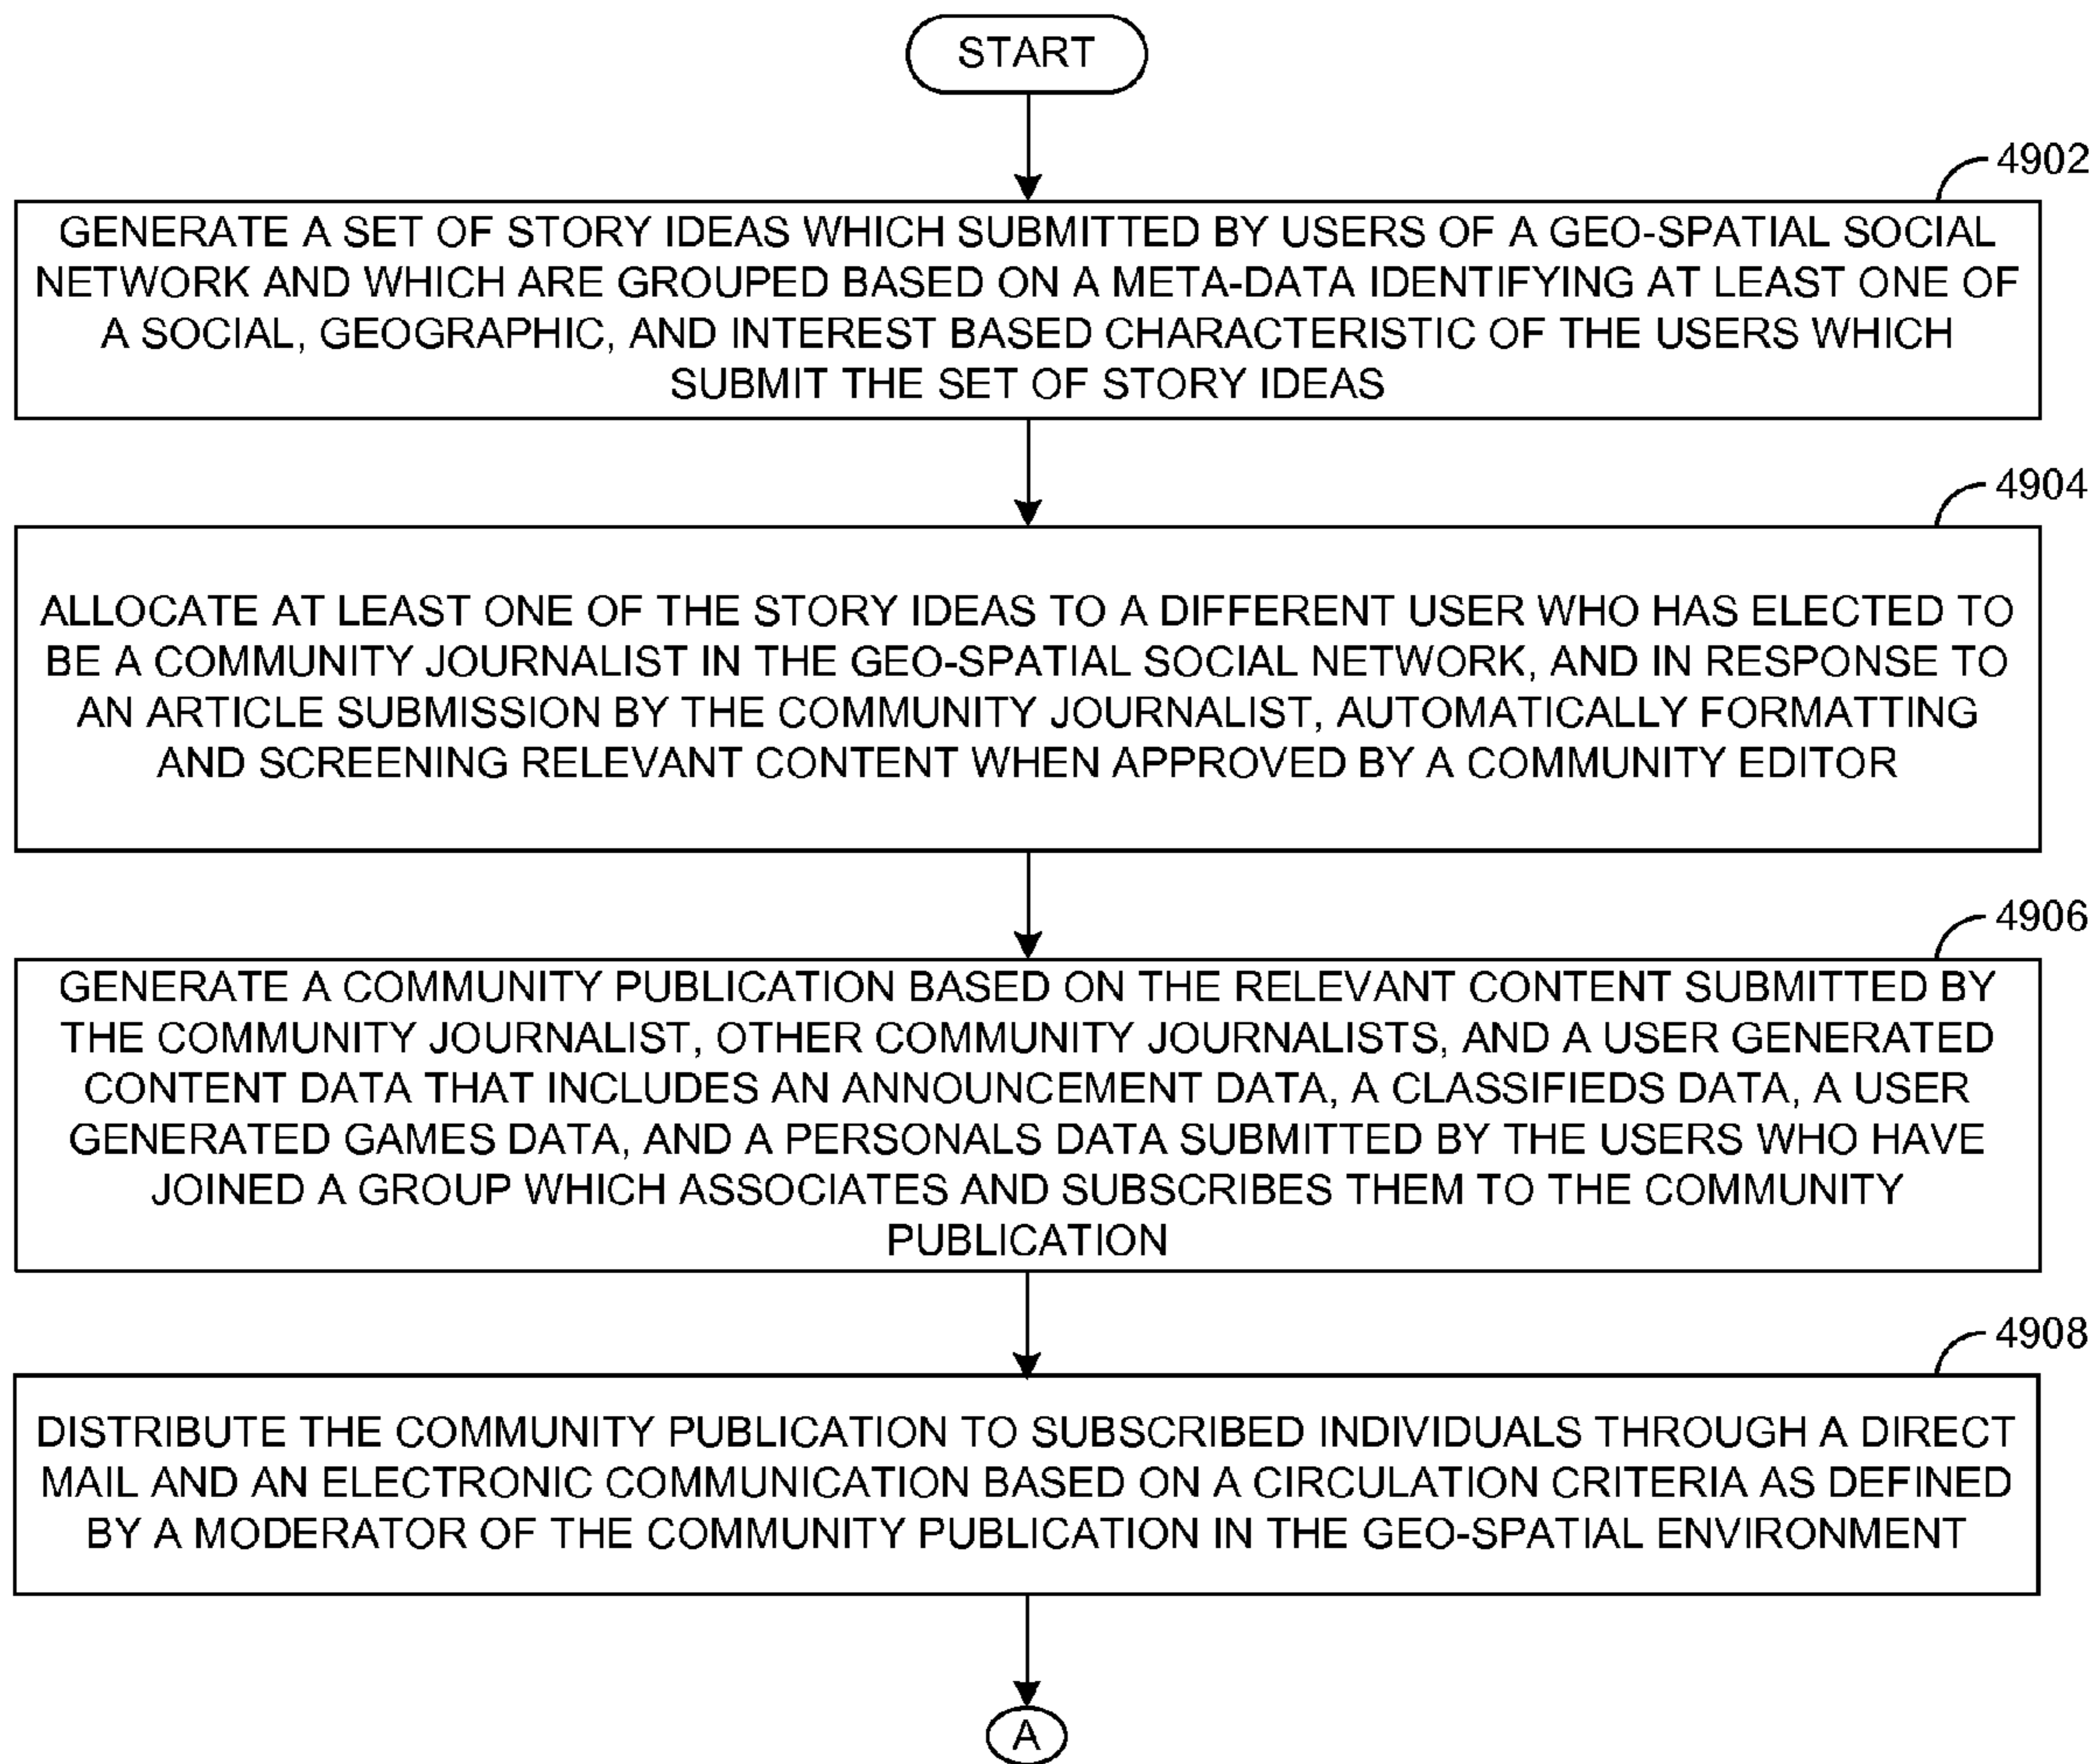 START
4902
GENERATE A SET OF STORY IDEAS WHICH SUBMITTED BY USERS OF A GEO-SPATIAL SOCIAL
NETWORK AND WHICH ARE GROUPED BASED ON A META-DATA IDENTIFYING AT LEAST ONE OF
A SOCIAL, GEOGRAPHIC, AND INTEREST BASED CHARACTERISTIC OF THE USERS WHICH
SUBMIT THE SET OF STORY IDEAS
4904
ALLOCATE AT LEAST ONE OF THE STORY IDEAS TO A DIFFERENT USER WHO HAS ELECTED TO
BE A COMMUNITY JOURNALIST IN THE GEO-SPATIAL SOCIAL NETWORK, AND IN RESPONSE TO
AN ARTICLE SUBMISSION BY THE COMMUNITY JOURNALIST, AUTOMATICALLY FORMATTING
AND SCREENING RELEVANT CONTENT WHEN APPROVED BY A COMMUNITY EDITOR
4906
GENERATE A COMMUNITY PUBLICATION BASED ON THE RELEVANT CONTENT SUBMITTED BY
THE COMMUNITY JOURNALIST, OTHER COMMUNITY JOURNALISTS, AND A USER GENERATED
CONTENT DATA THAT INCLUDES AN ANNOUNCEMENT DATA, A CLASSIFIEDS DATA, A USER
GENERATED GAMES DATA, AND A PERSONALS DATA SUBMITTED BY THE USERS WHO HAVE
JOINED A GROUP WHICH ASSOCIATES AND SUBSCRIBES THEM TO THE COMMUNITY
PUBLICATION
4908
DISTRIBUTE THE COMMUNITY PUBLICATION TO SUBSCRIBED INDIVIDUALS THROUGH A DIRECT
MAIL AND AN ELECTRONIC COMMUNICATION BASED ON A CIRCULATION CRITERIA AS DEFINED
BY A MODERATOR OF THE COMMUNITY PUBLICATION IN THE GEO-SPATIAL ENVIRONMENT
A